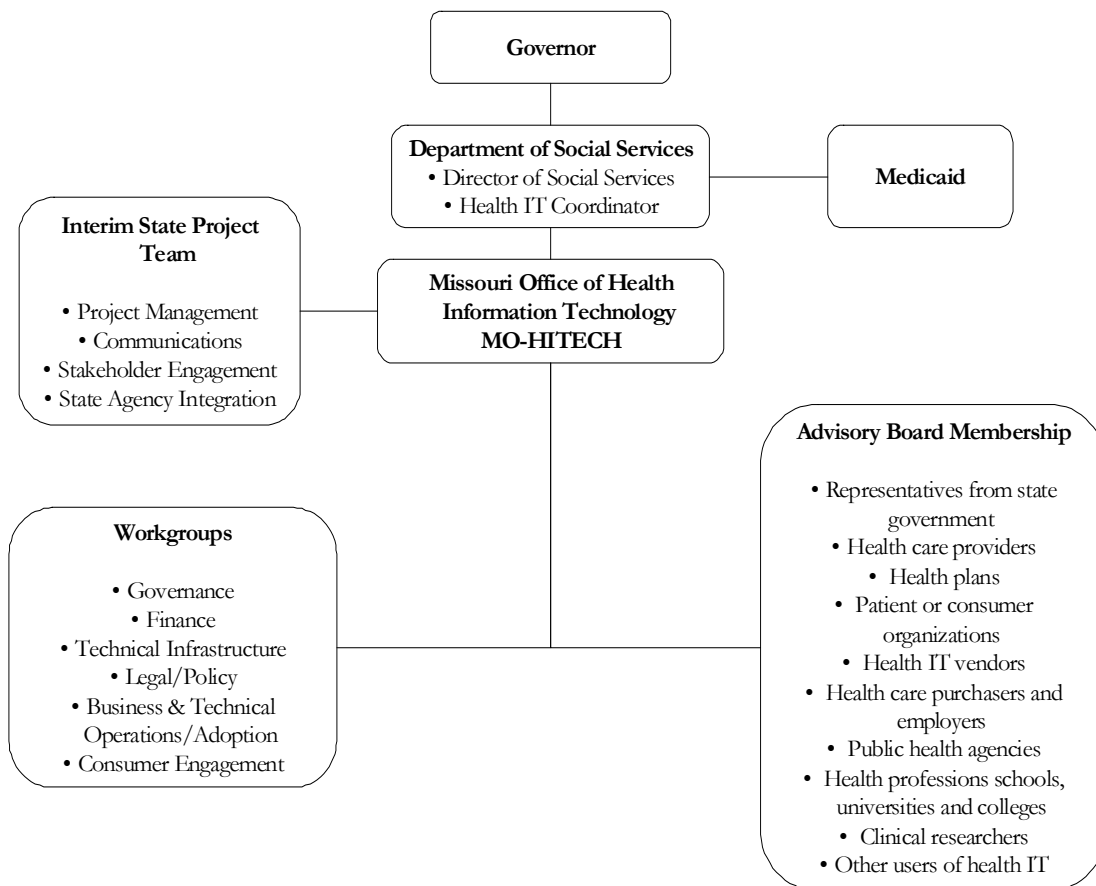 Governor
Department of Social Services
• Director of Social Services
• Health IT Coordinator
Medicaid
Interim State Project
Team
• Project Management
• Communications
• Stakeholder Engagement
• State Agency Integration
Missouri Office of Health
Information Technology
MO-HITECH
Workgroups
• Governance
• Finance
• Technical Infrastructure
• Legal/Policy
• Business & Technical
Operations/Adoption
• Consumer Engagement
Advisory Board Membership
• Representatives from state
government
• Health care providers
• Health plans
• Patient or consumer
organizations
• Health IT vendors
• Health care purchasers and
employers
• Public health agencies
• Health professions schools,
universities and colleges
• Clinical researchers
• Other users of health IT